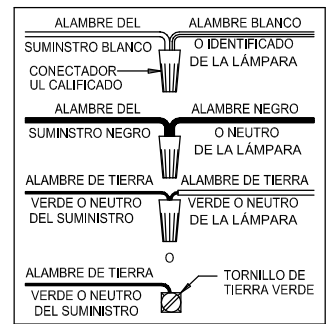 ALAMBRE DEL ALAMBRE BLANCO
SUMINSTRO BLANCO O IDENTIFICADO
DE LA LÁMPARA
CONECTADOR
UL CALIFICADO
ALAMBRE DEL ALAMBRE NEGRO
SUMINSTRO NEGRO O NEUTRO
DE LA LÁMPARA
ALAMBRE DE TIERRA ALAMBRE DE TIERRA
VERDE O NEUTRO VERDE O NEUTRO
DEL SUMINISTRO DE LA LÁMPARA
O
ALAMBRE DE TIERRA TORNILLO DE
TIERRA VERDE
VERDE O NEUTRO
DEL SUMINISTRO